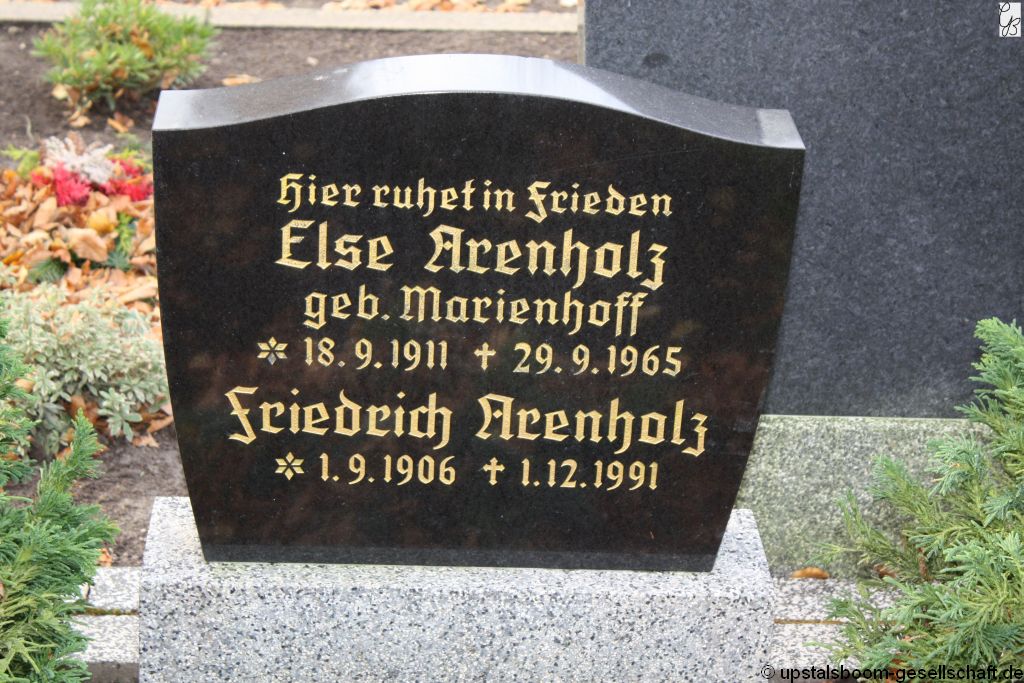 Hier ruhet in Frieden
Else Arenholz
geb. Marienhoff
* 18.9.1911 † 29.9.1965
Friedrich Arenholz
* 1.9.1906 † 1.12.1991
© upstalsboom-gesellschaft.de